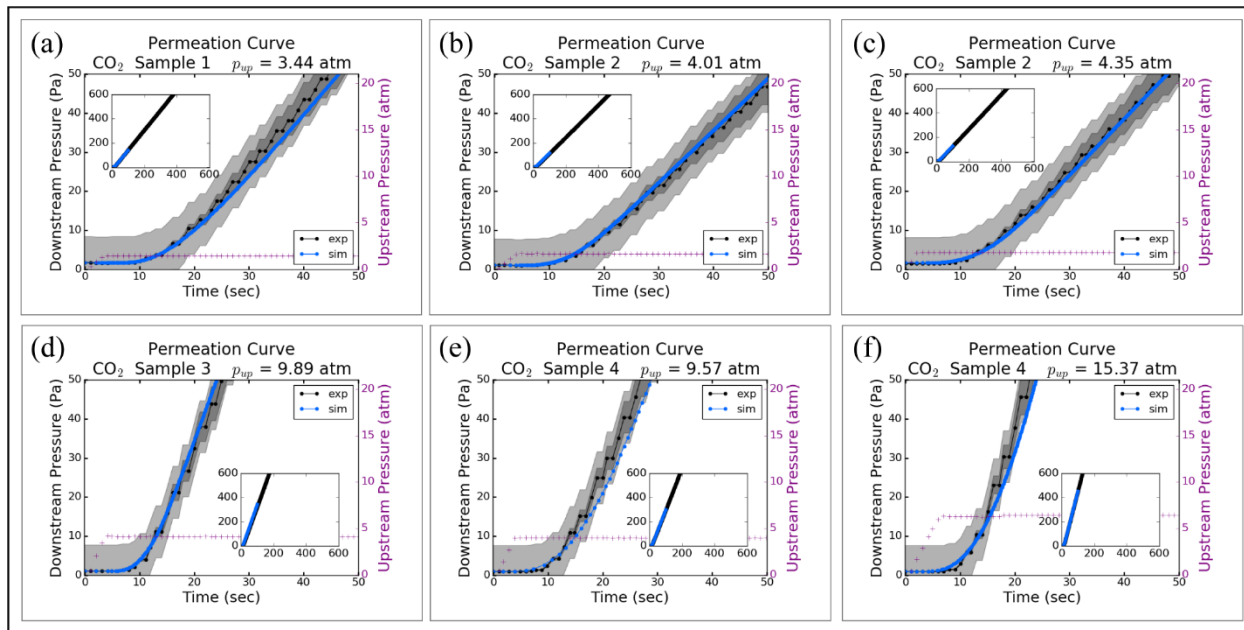 (a)
Permeation Curve
CO2 Sample 1 p_up = 3.44 atm
Downstream Pressure (Pa)
50
40
30
20
10
0
600
400
200
0
0 200 400 600
exp
sim
20
15
10
5
0
Upstream Pressure (atm)
0 10 20 30 40 50
Time (sec)
(b)
Permeation Curve
CO2 Sample 2 p_up = 4.01 atm
Downstream Pressure (Pa)
50
40
30
20
10
0
600
400
200
0
0 200 400 600
exp
sim
20
15
10
5
0
Upstream Pressure (atm)
0 10 20 30 40 50
Time (sec)
(c)
Permeation Curve
CO2 Sample 2 p_up = 4.35 atm
Downstream Pressure (Pa)
50
40
30
20
10
0
600
400
200
0
0 200 400 600
exp
sim
20
15
10
5
0
Upstream Pressure (atm)
0 10 20 30 40 50
Time (sec)
(d)
Permeation Curve
CO2 Sample 3 p_up = 9.89 atm
Downstream Pressure (Pa)
50
40
30
20
10
0
exp
sim
600
400
200
0
0 200 400 600
20
15
10
5
0
Upstream Pressure (atm)
0 10 20 30 40 50
Time (sec)
(e)
Permeation Curve
CO2 Sample 4 p_up = 9.57 atm
Downstream Pressure (Pa)
50
40
30
20
10
0
exp
sim
600
400
200
0
0 200 400 600
20
15
10
5
0
Upstream Pressure (atm)
0 10 20 30 40 50
Time (sec)
(f)
Permeation Curve
CO2 Sample 4 p_up = 15.37 atm
Downstream Pressure (Pa)
50
40
30
20
10
0
exp
sim
600
400
200
0
0 200 400 600
20
15
10
5
0
Upstream Pressure (atm)
0 10 20 30 40 50
Time (sec)